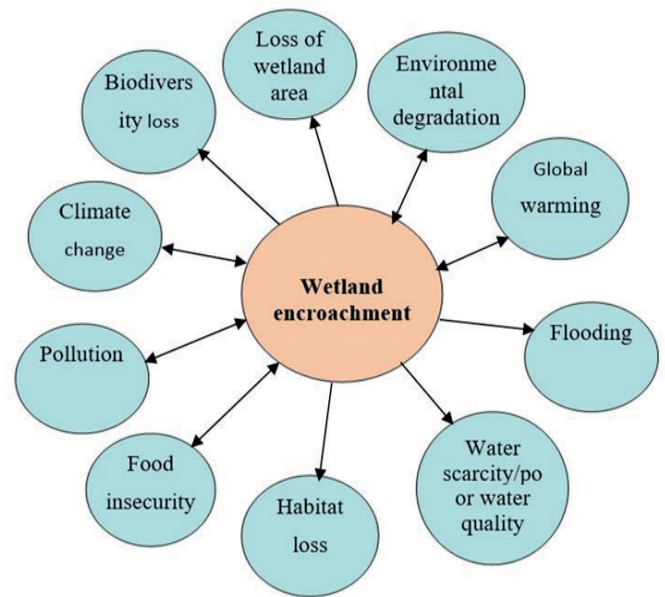 Loss of
wetland
area
Environme
ntal
degradation
Biodivers
ity loss
Global
warming
Climate
change
Wetland
encroachment
Flooding
Pollution
Food
insecurity
Water
scarcity/po
or water
quality
Habitat
loss